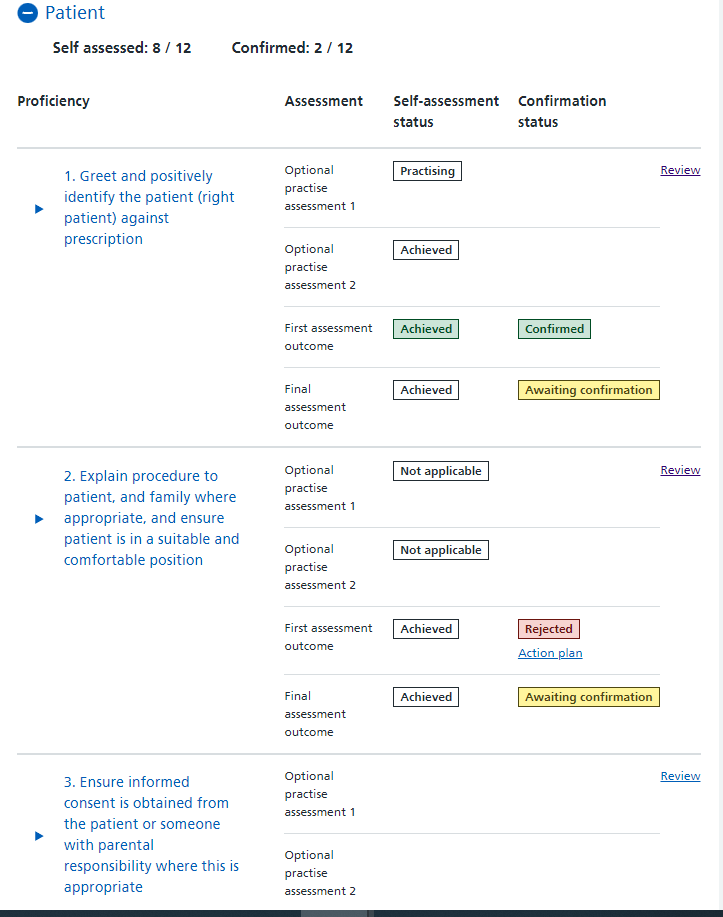 Patient
Self assessed: 8 / 12 Confirmed: 2 / 12
Proficiency Assessment Self-assessment status Confirmation status
1. Greet and positively
identify the patient (right
patient) against
prescription
Optional
practise
assessment 1
Practising
Review
Optional
practise
assessment 2
Achieved
First assessment
outcome
Achieved
Confirmed
Final
assessment
outcome
Achieved
Awaiting confirmation
2. Explain procedure to
patient, and family where
appropriate, and ensure
patient is in a suitable and
comfortable position
Optional
practise
assessment 1
Not applicable
Review
Optional
practise
assessment 2
Not applicable
First assessment
outcome
Achieved
Rejected
Action plan
Final
assessment
outcome
Achieved
Awaiting confirmation
3. Ensure informed
consent is obtained from
the patient or someone
with parental
responsibility where this is
appropriate
Optional
practise
assessment 1
Review
Optional
practise
assessment 2